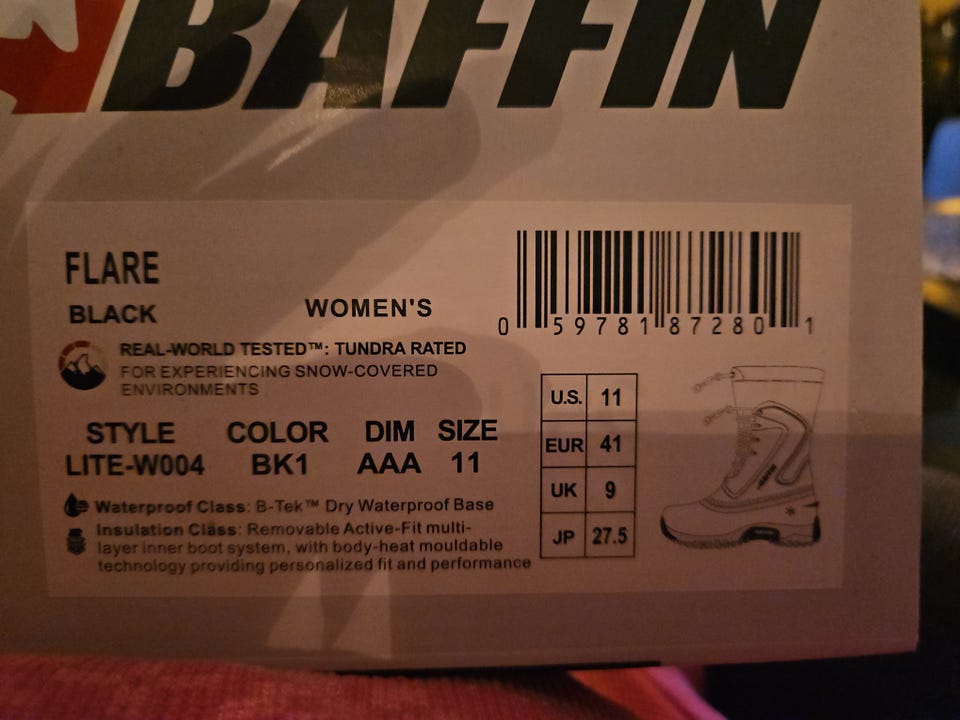 BAFFIN
FLARE
BLACK
WOMEN'S
0 59781 87280 1
REAL-WORLD TESTED™: TUNDRA RATED
FOR EXPERIENCING SNOW-COVERED
ENVIRONMENTS
STYLE COLOR DIM SIZE
LITE-W004 BK1 AAA 11
U.S. 11
EUR 41
UK 9
JP 27.5
Waterproof Class: B-Tek™ Dry Waterproof Base
Insulation Class: Removable Active-Fit multi-
layer inner boot system, with body-heat mouldable
technology providing personalized fit and performance